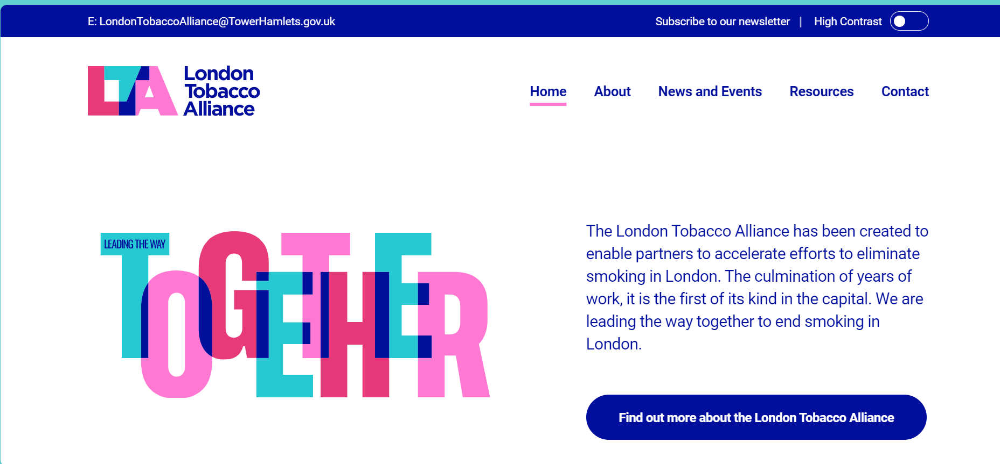 E: LondonTobaccoAlliance@TowerHamlets.gov.uk
Subscribe to our newsletter | High Contrast
LTA
London
Tobacco
Alliance
Home About News and Events Resources Contact
LEADING THE WAY
TOGETHER
The London Tobacco Alliance has been created to
enable partners to accelerate efforts to eliminate
smoking in London. The culmination of years of
work, it is the first of its kind in the capital. We are
leading the way together to end smoking in
London.
Find out more about the London Tobacco Alliance